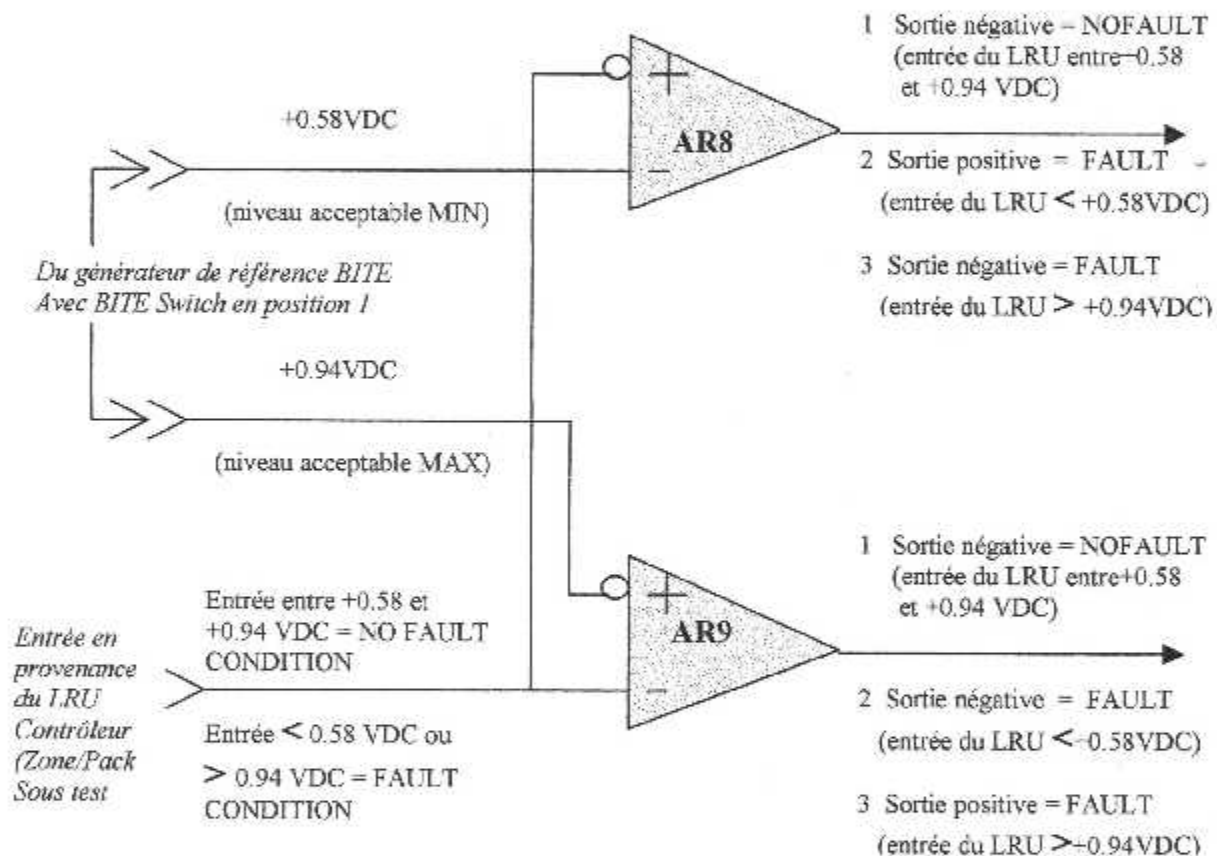 1 Sortie négative – NOFAULT
(entrée du LRU entre–0.58
et +0.94 VDC)
+
AR8
–
+0.58VDC
(niveau acceptable MIN)
2 Sortie positive = FAULT
(entrée du LRU < +0.58VDC)
3 Sortie négative = FAULT
(entrée du LRU > +0.94VDC)
Du générateur de référence BITE
Avec BITE Switch en position 1
+0.94VDC
(niveau acceptable MAX)
1 Sortie négative = NOFAULT
(entrée du LRU entre+0.58
et +0.94 VDC)
+
AR9
–
Entrée en
provenance
du LRU
Contrôleur
(Zone/Pack
Sous test
Entrée entre +0.58 et
+0.94 VDC = NO FAULT
CONDITION
Entrée < 0.58 VDC ou
> 0.94 VDC = FAULT
CONDITION
2 Sortie négative = FAULT
(entrée du LRU <–0.58VDC)
3 Sortie positive = FAULT
(entrée du LRU >+0.94VDC)